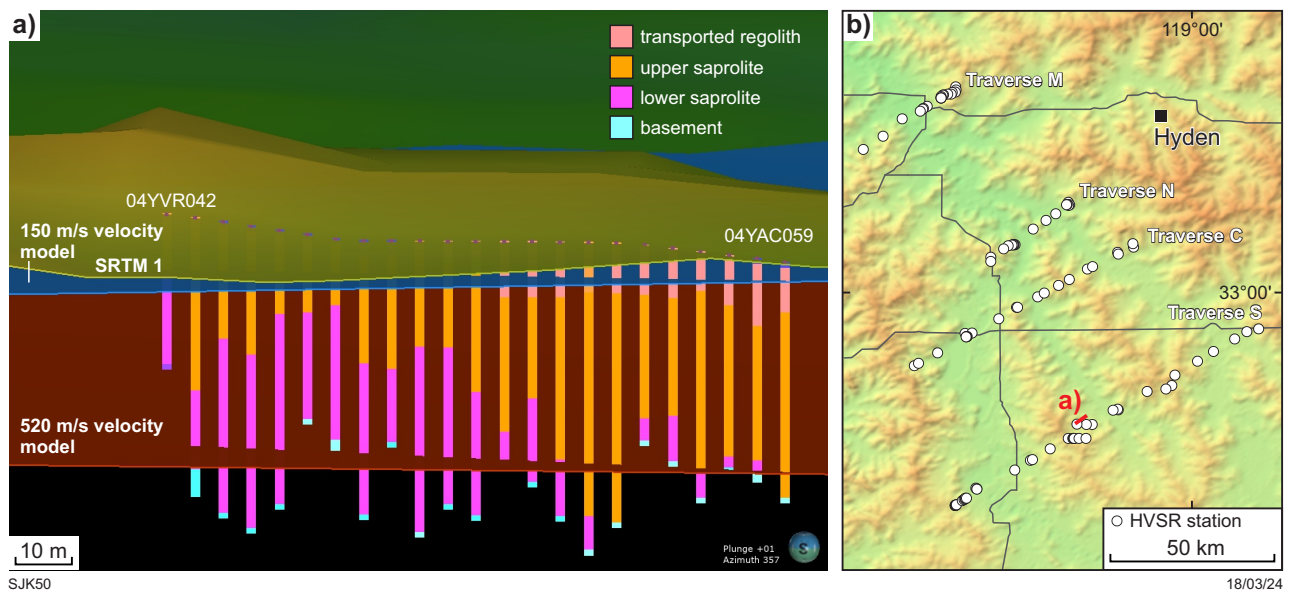 a)
transported regolith
upper saprolite
lower saprolite
basement
04YVR042
150 m/s velocity
model
SRTM 1
04YAC059
520 m/s velocity
model
10 m
Plunge +01
Azimuth 357
S
SJK50
b)
119°00'
Traverse M
Hyden
Traverse N
Traverse C
33°00'
Traverse S
a)
HVSR station
50 km
18/03/24